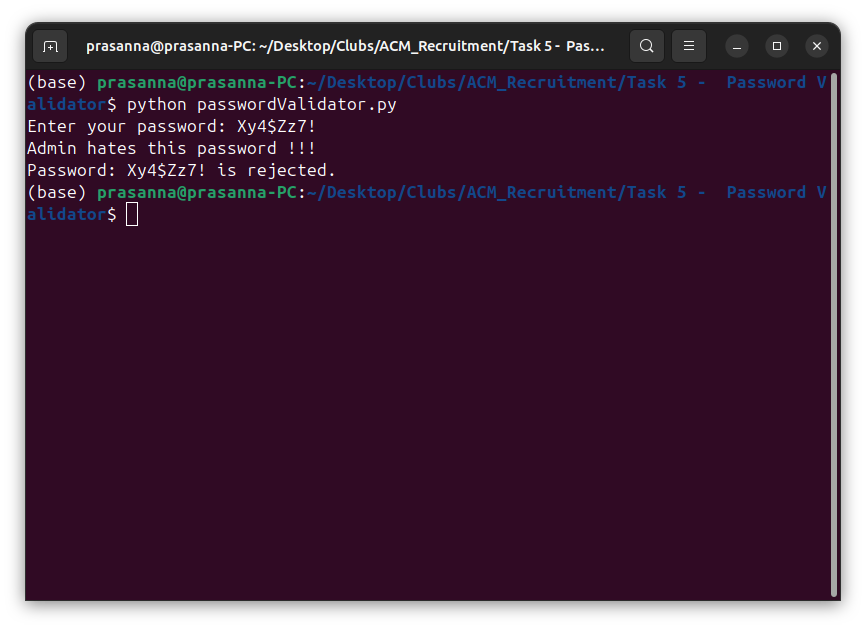 prasanna@prasanna-PC: ~/Desktop/Clubs/ACM_Recruitment/Task 5 -  Pas...
(base) prasanna@prasanna-PC:~/Desktop/Clubs/ACM_Recruitment/Task 5 -  Password V
alidator$ python passwordValidator.py
Enter your password: Xy4$Zz7!
Admin hates this password !!!
Password: Xy4$Zz7! is rejected.
(base) prasanna@prasanna-PC:~/Desktop/Clubs/ACM_Recruitment/Task 5 -  Password V
alidator$